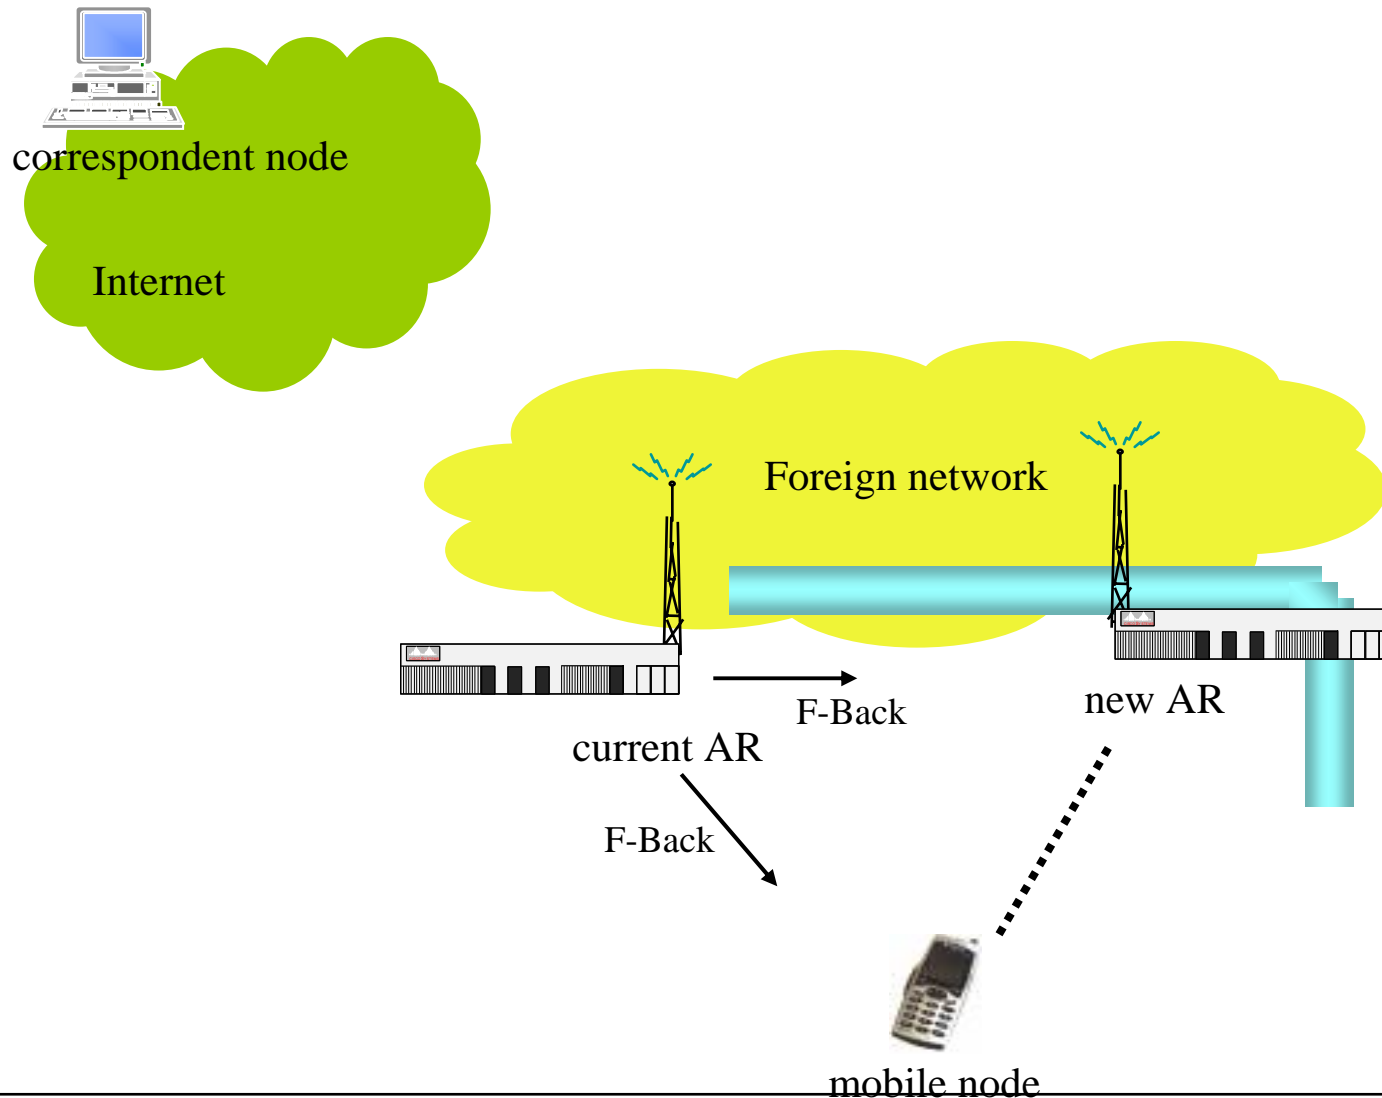 correspondent node
Internet
Foreign network
new AR
F-Back
current AR
F-Back
mobile node